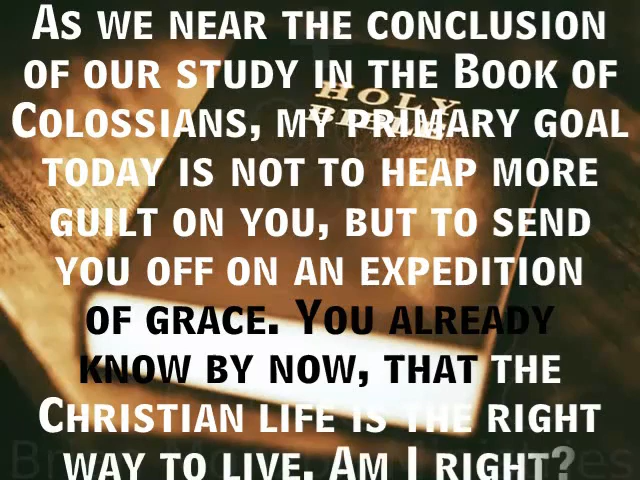 As we near the conclusion
of our study in the Book of
Colossians, my primary goal
today is not to heap more
guilt on you, but to send
you off on an expedition
of grace. You already
know by now, that the
Christian life is the right
way to live. Am I right?
HOLY
BIBLE